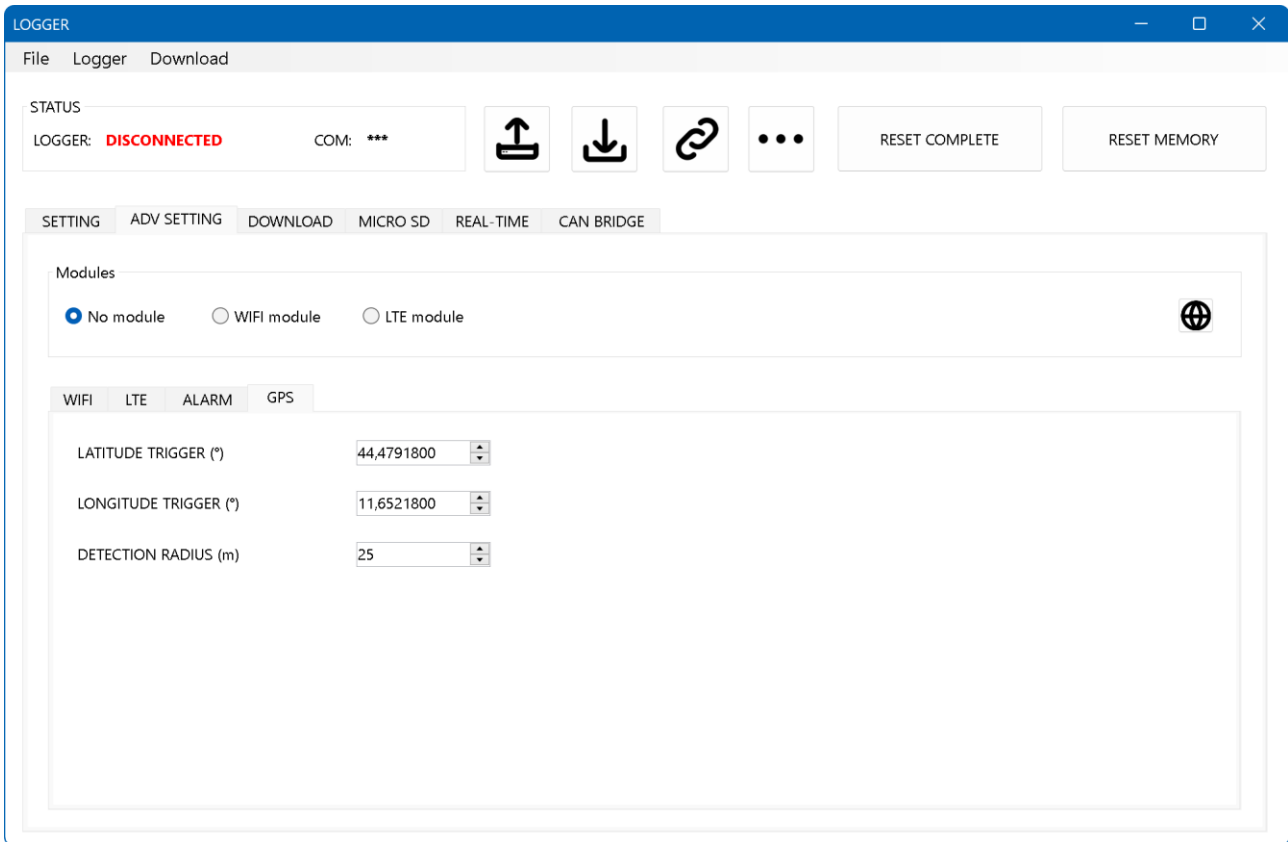 LOGGER
File Logger Download
STATUS
LOGGER: DISCONNECTED COM: ***
RESET COMPLETE
RESET MEMORY
SETTING ADV SETTING DOWNLOAD MICRO SD REAL-TIME CAN BRIDGE
Modules
No module WIFI module LTE module
WIFI LTE ALARM GPS
LATITUDE TRIGGER (°) 44,4791800
LONGITUDE TRIGGER (°) 11,6521800
DETECTION RADIUS (m) 25